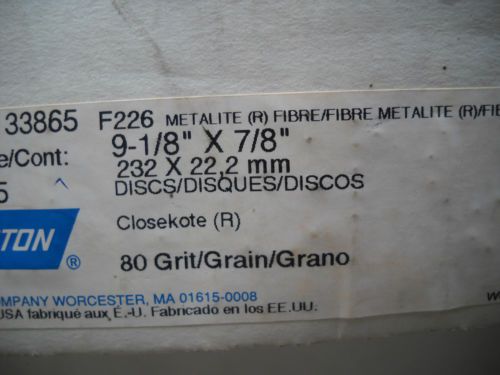 33865 F226 METALITE (R) FIBRE/FIBRE METALITE (R)/FI
9-1/8" X 7/8"
e/Cont: 232 X 22,2 mm
5 DISCS/DISQUES/DISCOS
Closekote (R)
TON ®
80 Grit/Grain/Grano
OMPANY WORCESTER, MA 01615-0008
USA fabriqué aux E.-U. Fabricado en los EE.UU.